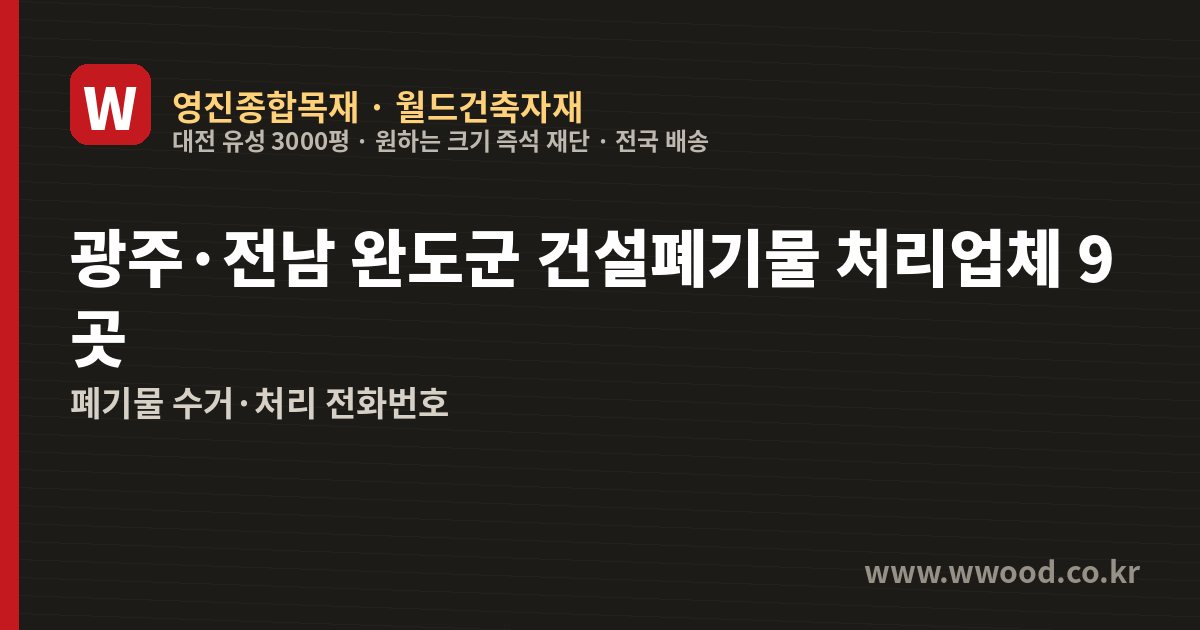 W
영진종합목재 · 월드건축자재
대전 유성 3000평 · 원하는 크기 즉석 재단 · 전국 배송
광주·전남 완도군 건설폐기물 처리업체 9
곳
폐기물 수거·처리 전화번호
www.wwood.co.kr